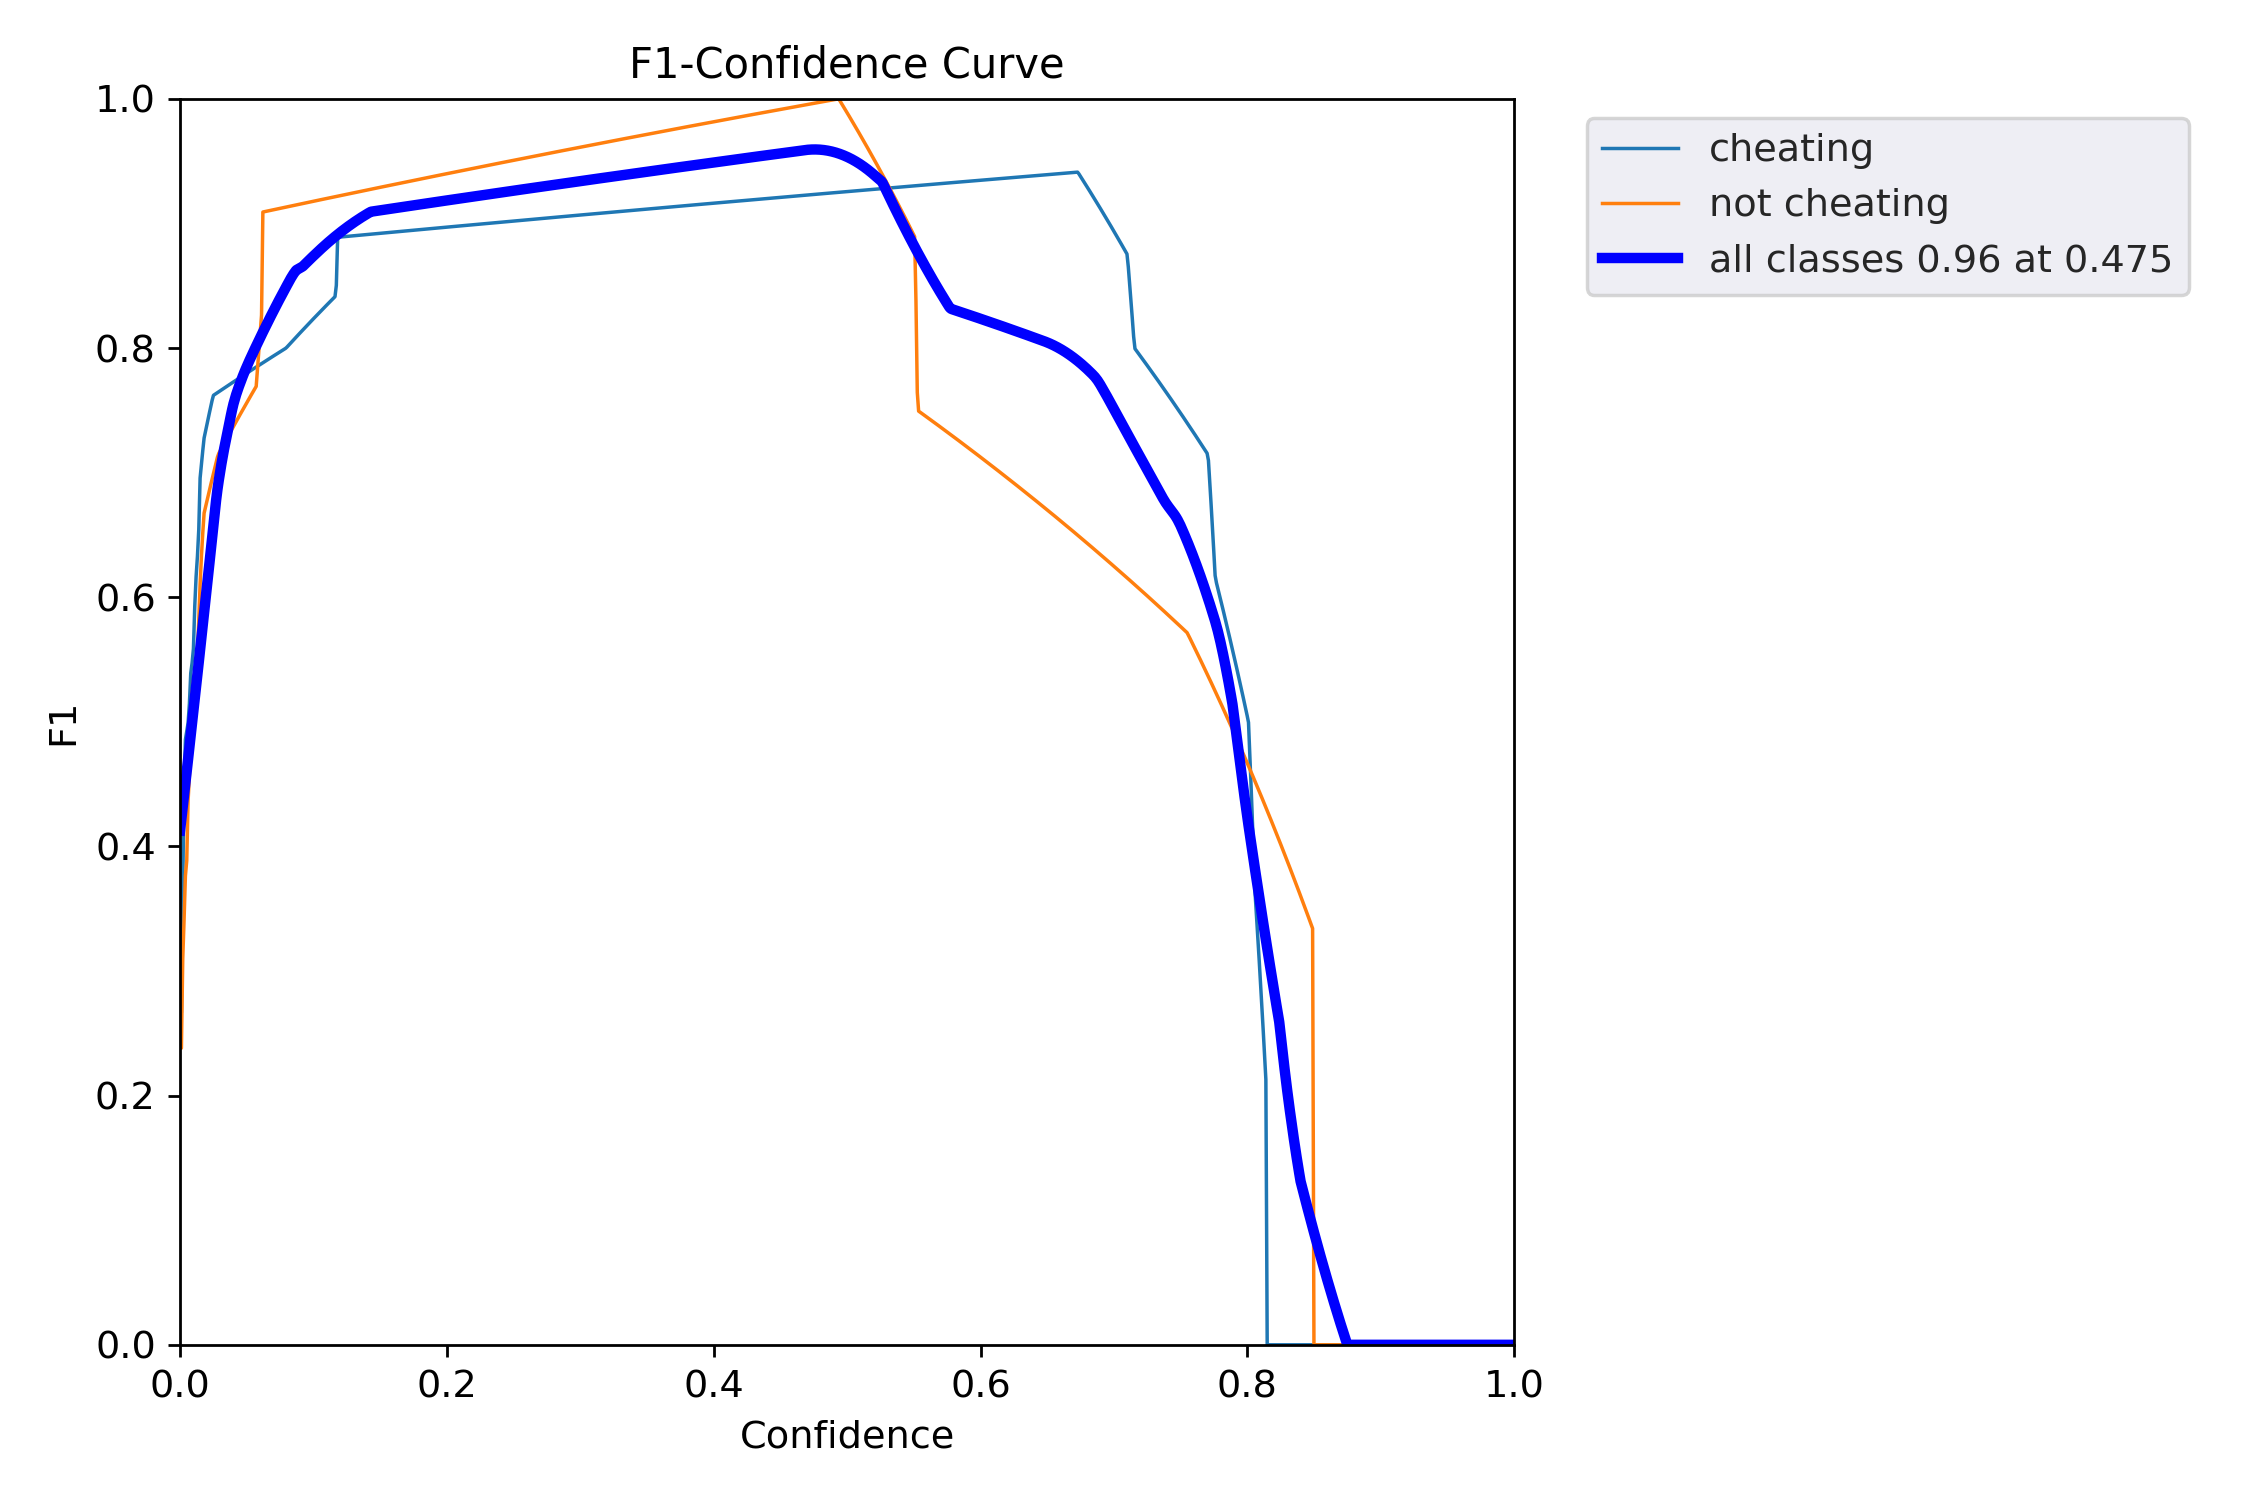 F1-Confidence Curve
1.0
0.8
0.6
0.4
0.2
0.0
F1
0.0 0.2 0.4 0.6 0.8 1.0
Confidence
cheating
not cheating
all classes 0.96 at 0.475